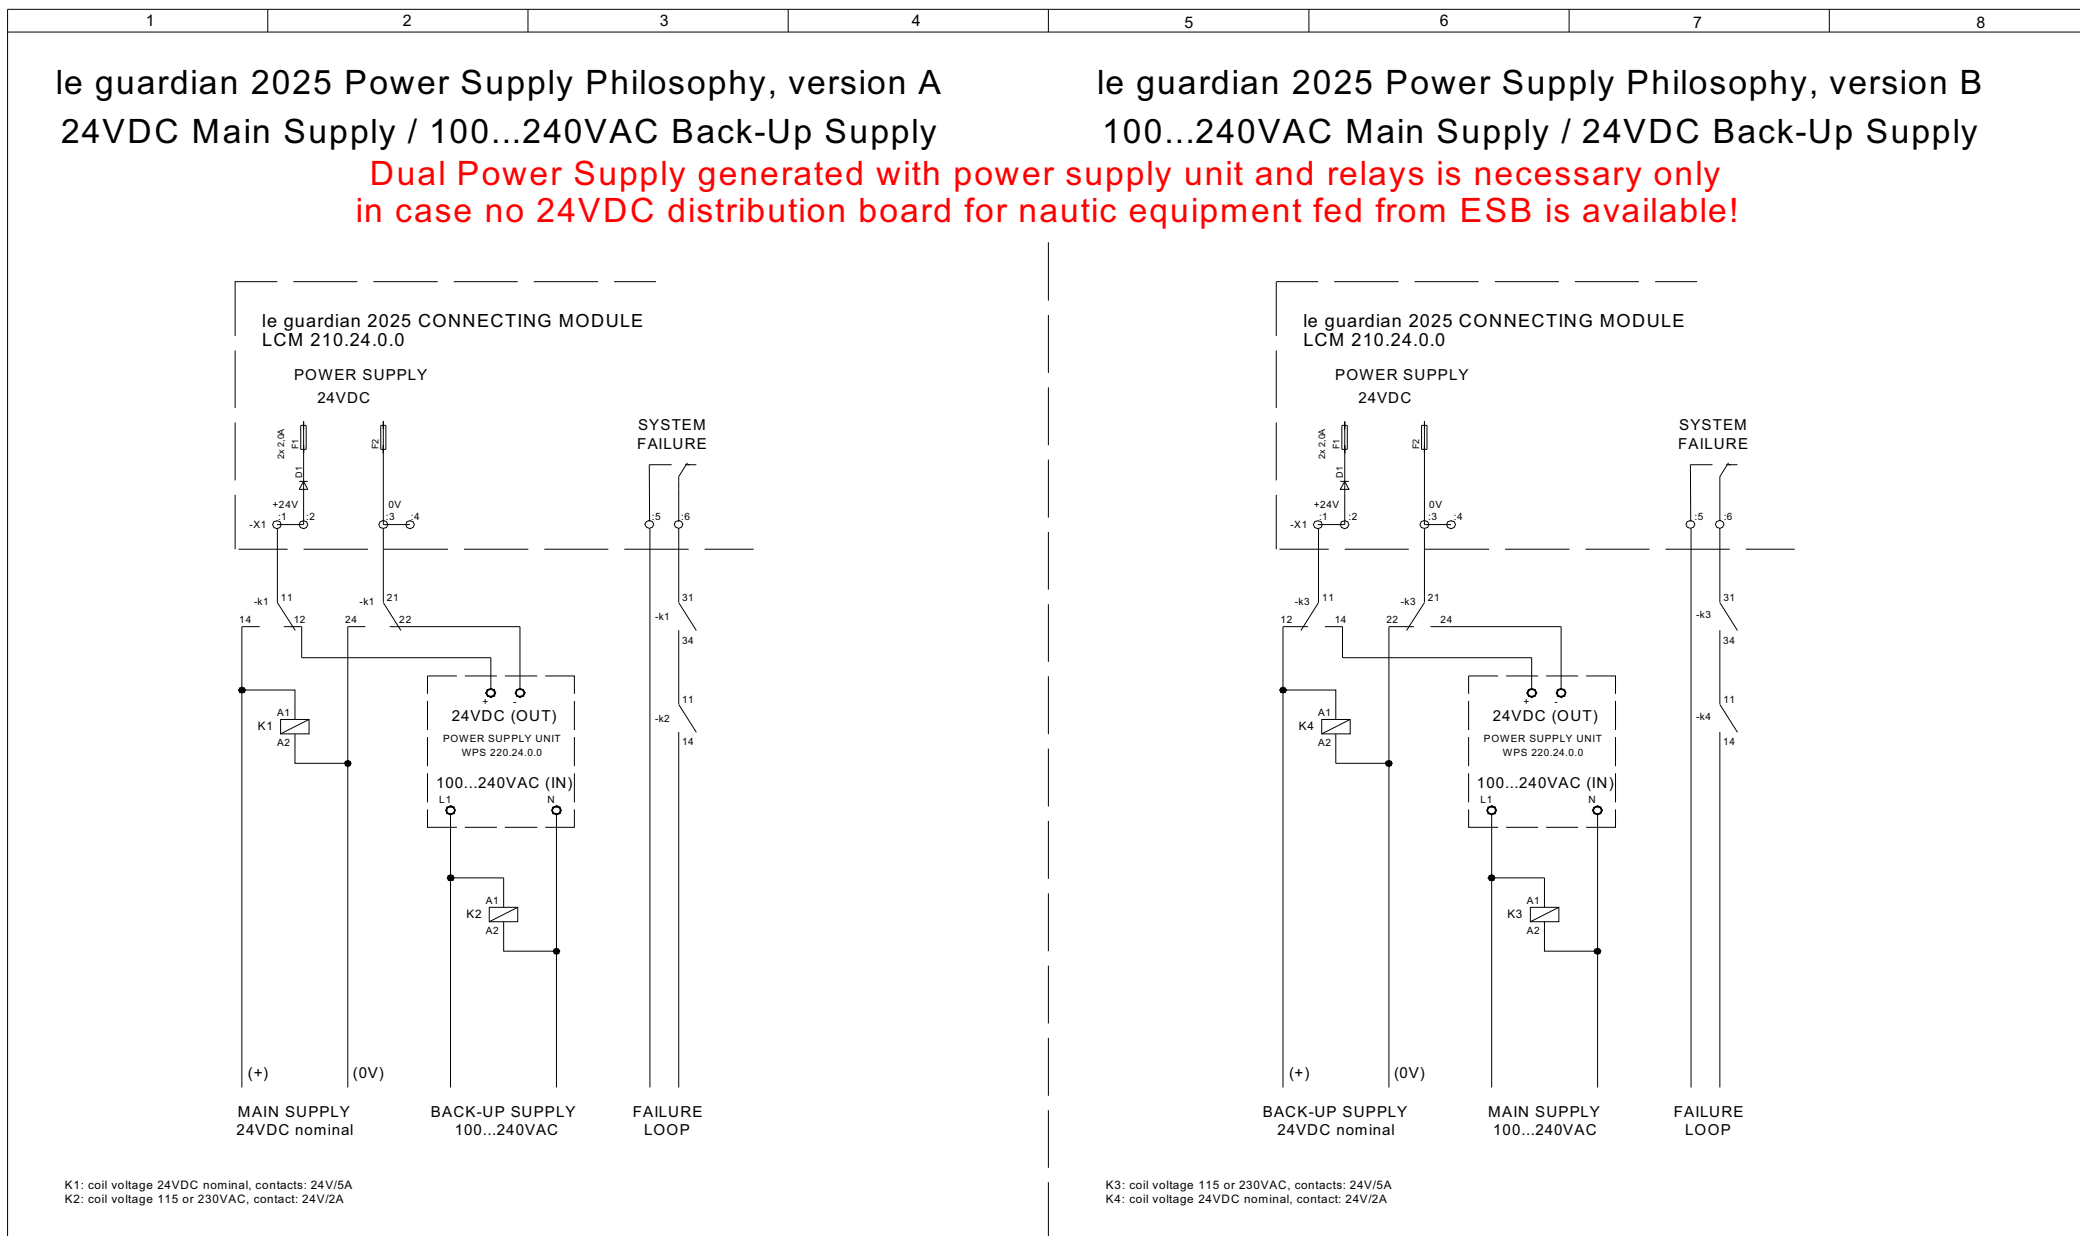 1 2 3 4 5 6 7 8
le guardian 2025 Power Supply Philosophy, version A
24VDC Main Supply / 100...240VAC Back-Up Supply
le guardian 2025 Power Supply Philosophy, version B
100...240VAC Main Supply / 24VDC Back-Up Supply
Dual Power Supply generated with power supply unit and relays is necessary only
in case no 24VDC distribution board for nautic equipment fed from ESB is available!
le guardian 2025 CONNECTING MODULE
LCM 210.24.0.0
POWER SUPPLY
24VDC
SYSTEM
FAILURE
2x 2,0A
F1
F2
D1
+24V
0V
-X1 :1 :2 :3 :4 :5 :6
-k1 11
14 12
-k1 21
24 22
31
-k1
34
11
-k2
14
A1
K1
A2
+ -
24VDC (OUT)
POWER SUPPLY UNIT
WPS 220.24.0.0
100...240VAC (IN)
L1 N
A1
K2
A2
(+) (0V)
MAIN SUPPLY
24VDC nominal
BACK-UP SUPPLY
100...240VAC
FAILURE
LOOP
K1: coil voltage 24VDC nominal, contacts: 24V/5A
K2: coil voltage 115 or 230VAC, contact: 24V/2A
le guardian 2025 CONNECTING MODULE
LCM 210.24.0.0
POWER SUPPLY
24VDC
SYSTEM
FAILURE
2x 2,0A
F1
F2
D1
+24V
0V
-X1 :1 :2 :3 :4 :5 :6
-k3 11
12 14
-k3 21
22 24
31
-k3
34
11
-k4
14
A1
K4
A2
+ -
24VDC (OUT)
POWER SUPPLY UNIT
WPS 220.24.0.0
100...240VAC (IN)
L1 N
A1
K3
A2
(+) (0V)
BACK-UP SUPPLY
24VDC nominal
MAIN SUPPLY
100...240VAC
FAILURE
LOOP
K3: coil voltage 115 or 230VAC, contacts: 24V/5A
K4: coil voltage 24VDC nominal, contact: 24V/2A